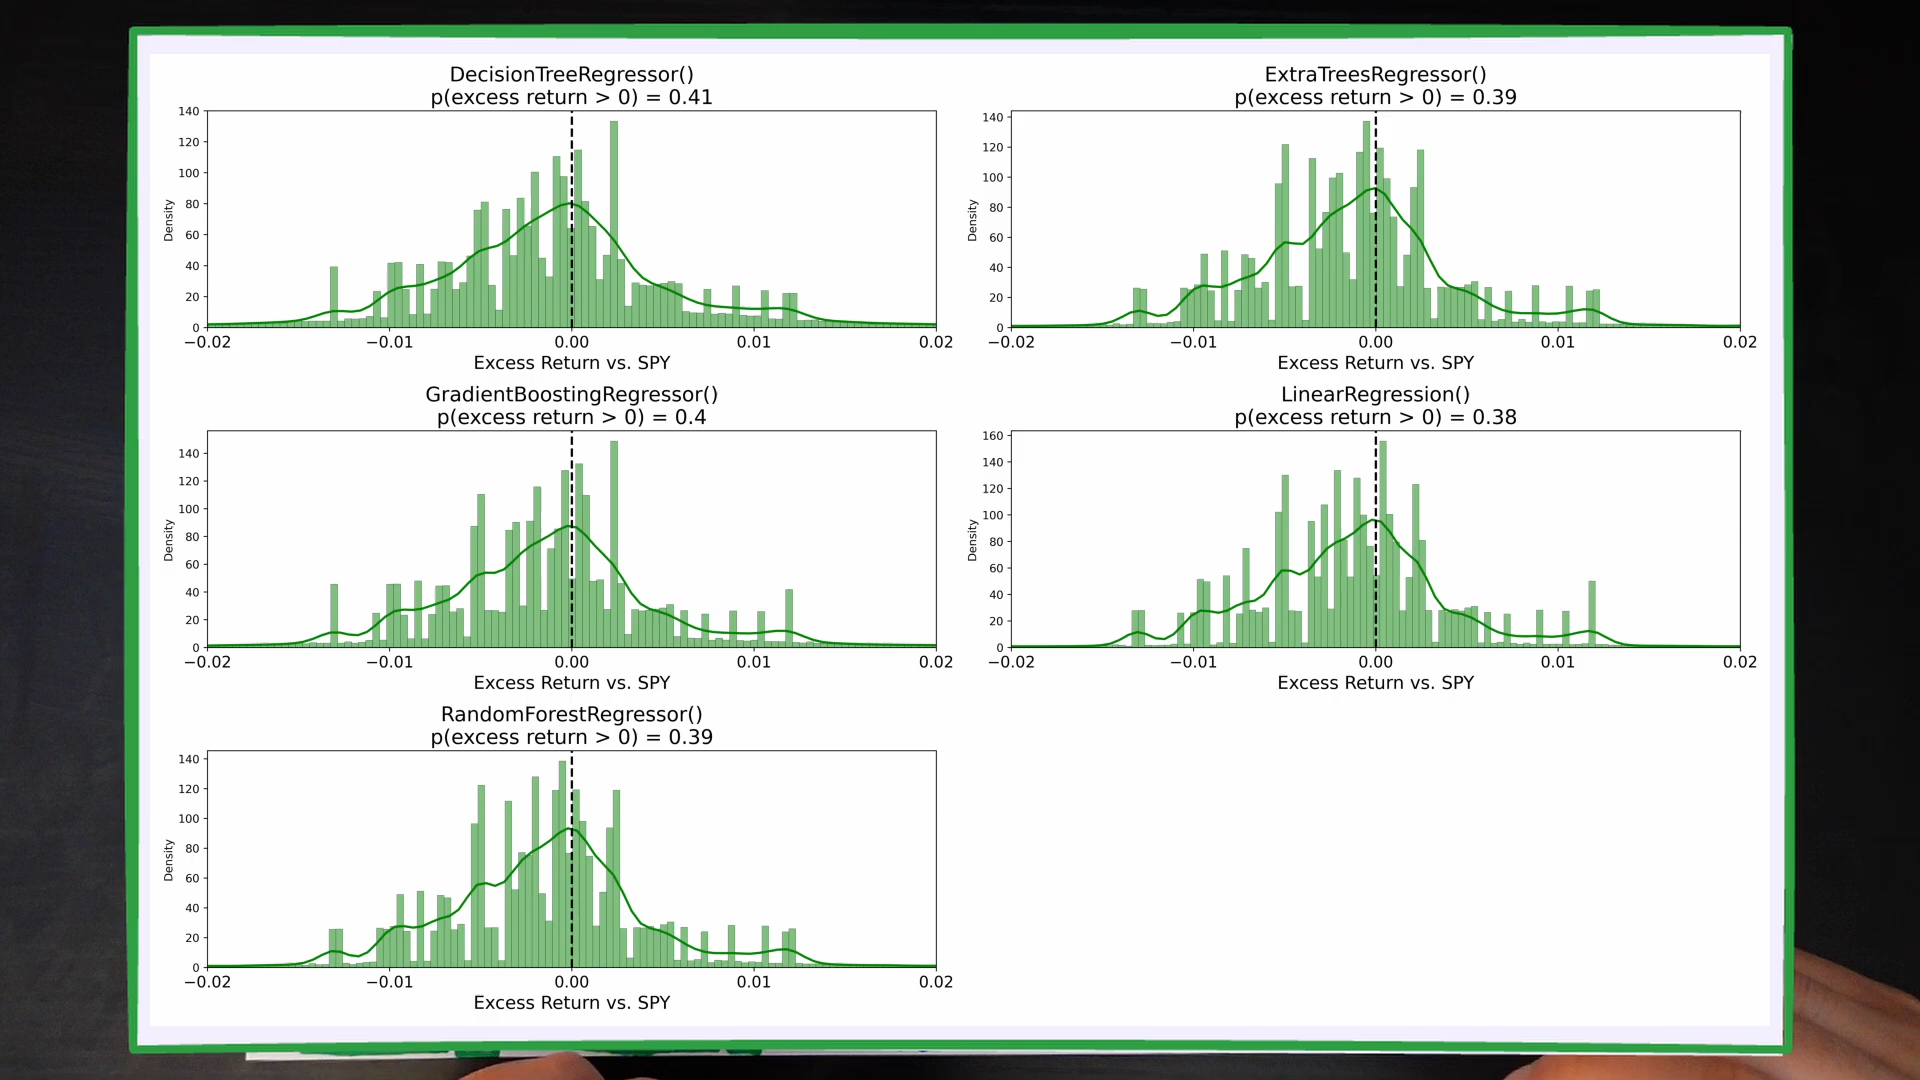 DecisionTreeRegressor()
p(excess return > 0) = 0.41
140
120
100
80
60
40
20
0
Density
−0.02 −0.01 0.00 0.01 0.02
Excess Return vs. SPY
ExtraTreesRegressor()
p(excess return > 0) = 0.39
140
120
100
80
60
40
20
0
Density
−0.02 −0.01 0.00 0.01 0.02
Excess Return vs. SPY
GradientBoostingRegressor()
p(excess return > 0) = 0.4
140
120
100
80
60
40
20
0
Density
−0.02 −0.01 0.00 0.01 0.02
Excess Return vs. SPY
LinearRegression()
p(excess return > 0) = 0.38
160
140
120
100
80
60
40
20
0
Density
−0.02 −0.01 0.00 0.01 0.02
Excess Return vs. SPY
RandomForestRegressor()
p(excess return > 0) = 0.39
140
120
100
80
60
40
20
0
Density
−0.02 −0.01 0.00 0.01 0.02
Excess Return vs. SPY